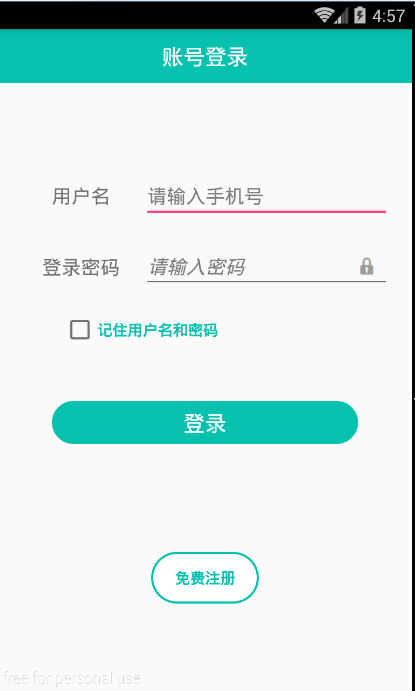 4:57
账号登录
用户名 请输入手机号
登录密码 请输入密码
记住用户名和密码
登录
免费注册
free for personal use